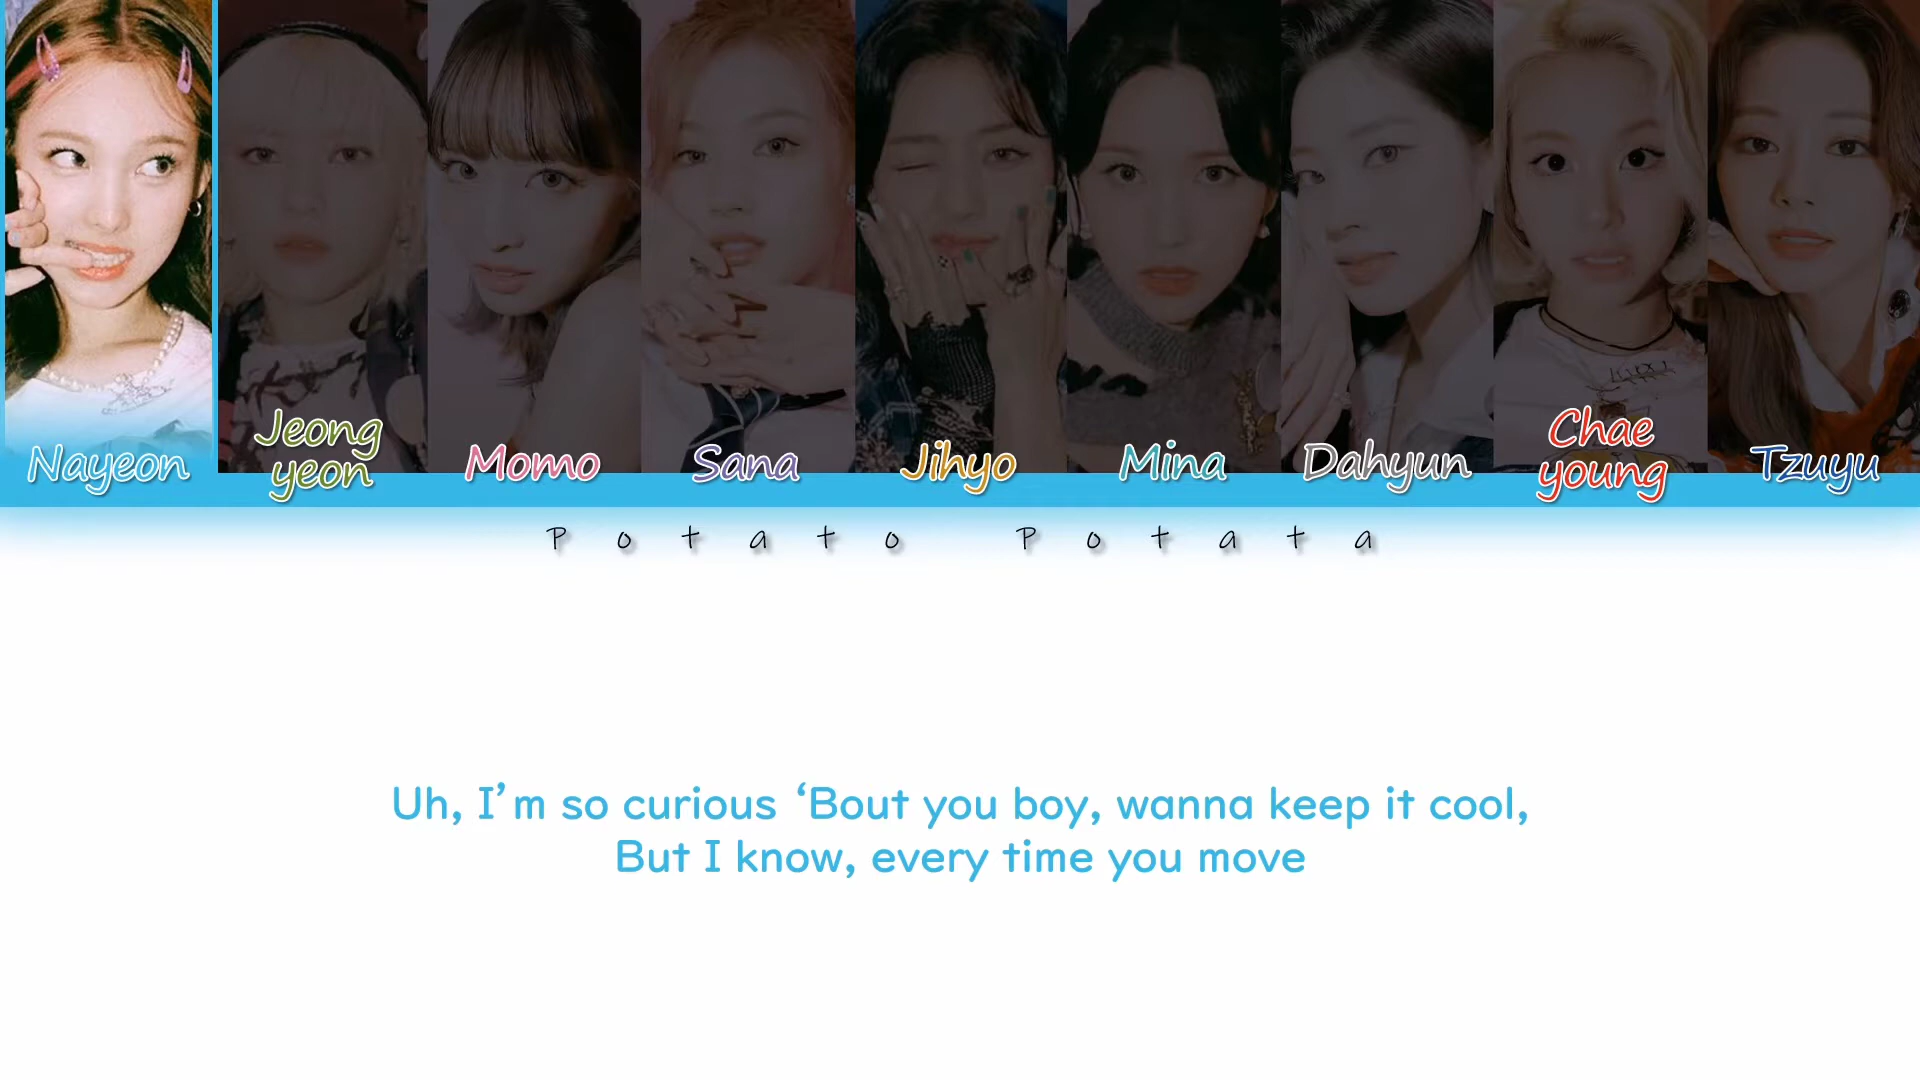 Nayeon
Jeong
yeon
Momo
Sana
Jihyo
Mina
Dahyun
Chae
young
Tzuyu
Potato Potata
Uh, I’m so curious ‘Bout you boy, wanna keep it cool,
But I know, every time you move